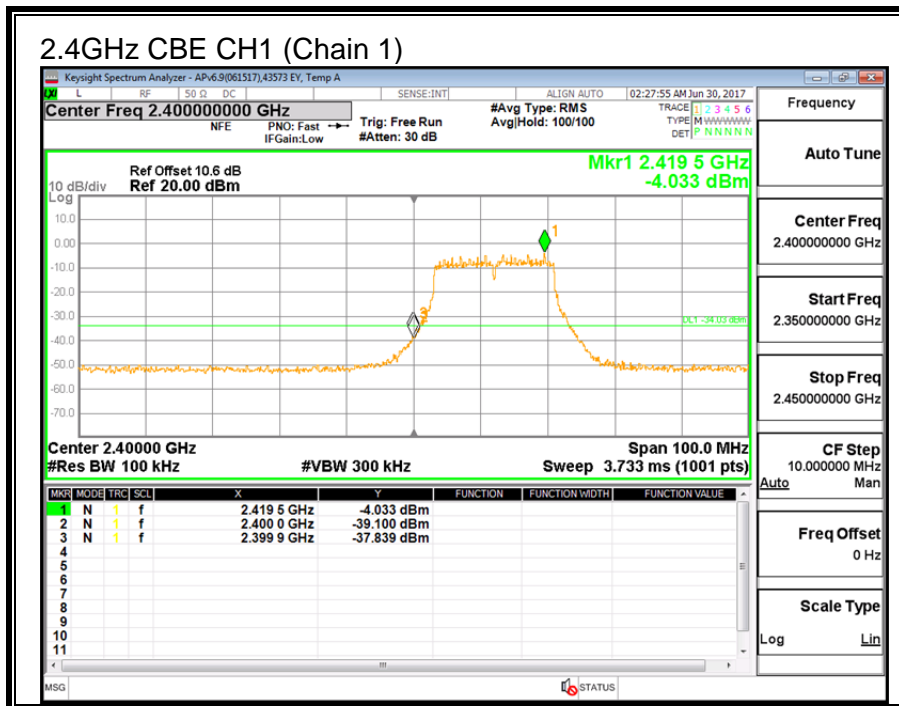 2.4GHz CBE CH1 (Chain 1)
Keysight Spectrum Analyzer - APv6.9(061517),43573 EY, Temp A
LXI L RF 50 Ω DC SENSE:INT ALIGN AUTO 02:27:55 AM Jun 30, 2017
Center Freq 2.400000000 GHz
NFE PNO: Fast IFGain:Low
Trig: Free Run #Atten: 30 dB
#Avg Type: RMS Avg|Hold: 100/100
TRACE 1 2 3 4 5 6
TYPE M W W W W W
DET P N N N N N
Mkr1 2.419 5 GHz
-4.033 dBm
Ref Offset 10.6 dB
10 dB/div Ref 20.00 dBm
Log
10.0
0.00
-10.0
-20.0
-30.0
-40.0
-50.0
-60.0
-70.0
1
3
DL1 -34.03 dBm
Center 2.40000 GHz Span 100.0 MHz
#Res BW 100 kHz #VBW 300 kHz Sweep 3.733 ms (1001 pts)
MKR MODE TRC SCL X Y FUNCTION FUNCTION WIDTH FUNCTION VALUE
1 N 1 f 2.419 5 GHz -4.033 dBm
2 N 1 f 2.400 0 GHz -39.100 dBm
3 N 1 f 2.399 9 GHz -37.839 dBm
4
5
6
7
8
9
10
11
MSG STATUS
Frequency
Auto Tune
Center Freq
2.400000000 GHz
Start Freq
2.350000000 GHz
Stop Freq
2.450000000 GHz
CF Step
10.000000 MHz
Auto Man
Freq Offset
0 Hz
Scale Type
Log Lin